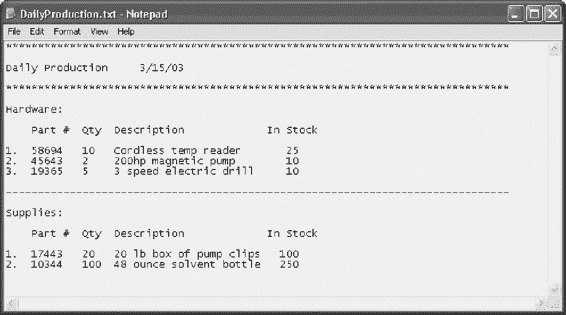 DailyProduction.txt - Notepad
File Edit Format View Help
*******************************************************************************
Daily Production 3/15/03
*******************************************************************************
Hardware:
Part # Qty Description In Stock
1. 58694 10 Cordless temp reader 25
2. 45643 2 200hp magnetic pump 10
3. 19365 5 3 speed electric drill 10
-------------------------------------------------------------------------------
Supplies:
Part # Qty Description In Stock
1. 17443 20 20 lb box of pump clips 100
2. 10344 100 48 ounce solvent bottle 250